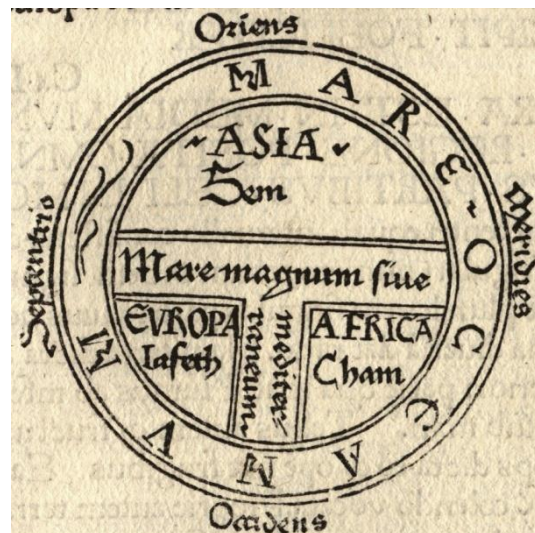 Oriens
MARE OCEANVM
ASIA
Sem
Septentrio
Meridies
Mare magnum siue
mediterraneum
EVROPA
Iafeth
AFRICA
Cham
Occidens